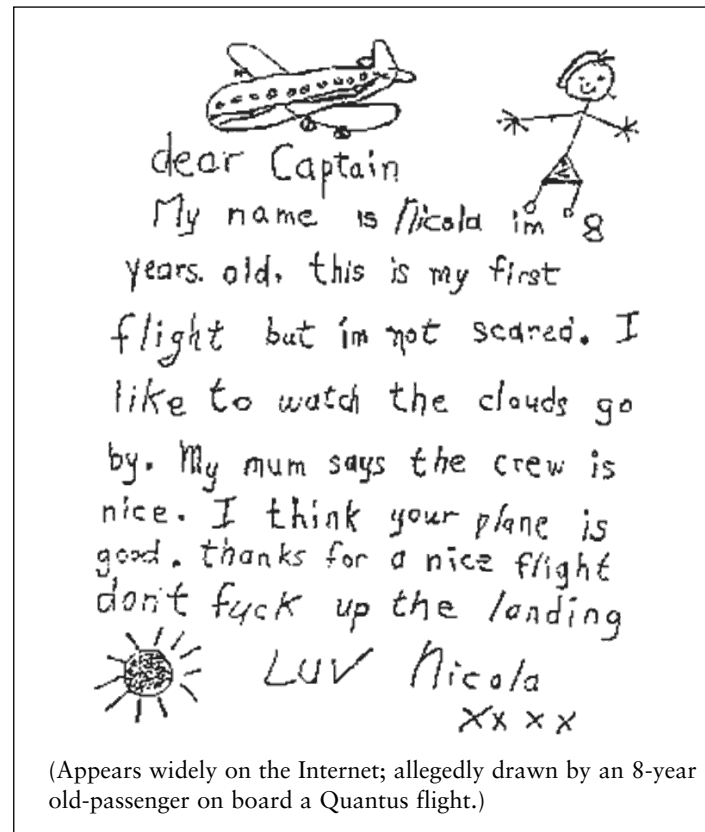 dear Captain
My name is Nicola im 8
years. old, this is my first
flight but im not scared. I
like to watch the clouds go
by. My mum says the crew is
nice. I think your plane is
good. thanks for a nice flight
don't fuck up the landing
LUV Nicola
XXXX
(Appears widely on the Internet; allegedly drawn by an 8-year
old-passenger on board a Quantus flight.)